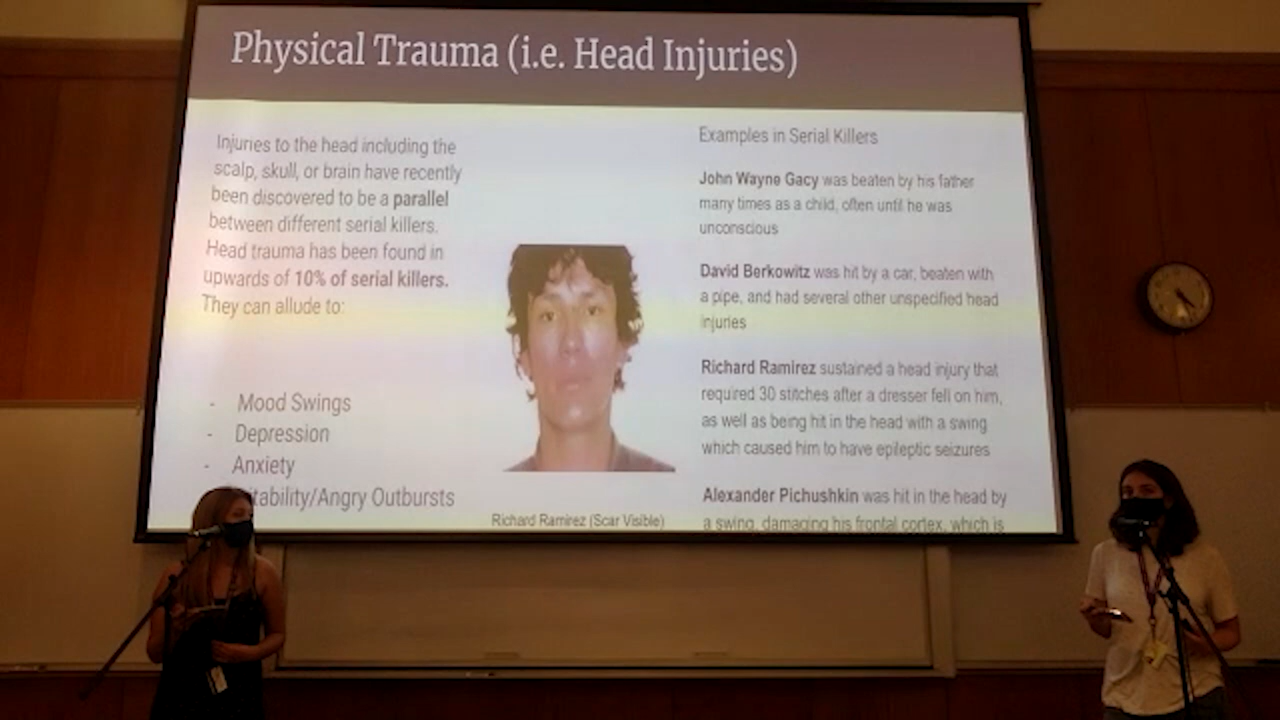 Physical Trauma (i.e. Head Injuries)
Injuries to the head including the
scalp, skull, or brain have recently
been discovered to be a parallel
between different serial killers.
Head trauma has been found in
upwards of 10% of serial killers.
They can allude to:
- Mood Swings
- Depression
- Anxiety
itability/Angry Outbursts
Richard Ramirez (Scar Visible)
Examples in Serial Killers
John Wayne Gacy was beaten by his father
many times as a child, often until he was
unconscious
David Berkowitz was hit by a car, beaten with
a pipe, and had several other unspecified head
injuries
Richard Ramirez sustained a head injury that
required 30 stitches after a dresser fell on him,
as well as being hit in the head with a swing
which caused him to have epileptic seizures
Alexander Pichushkin was hit in the head by
a swing, damaging his frontal cortex, which is